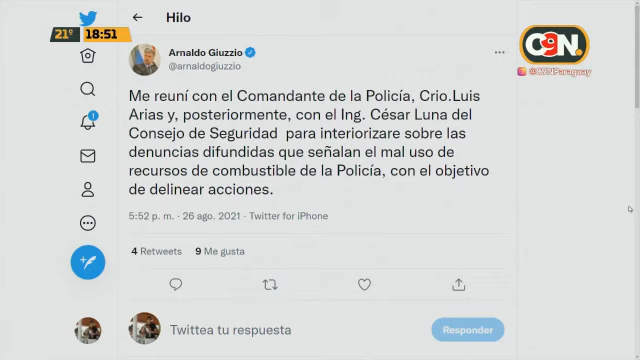 21º 18:51
Hilo
C9N.
@C9NParaguay
Arnaldo Giuzzio
@arnaldogiuzzio
Me reuní con el Comandante de la Policía, Crio.Luis
Arias y, posteriormente, con el Ing. César Luna del
Consejo de Seguridad para interiorizare sobre las
denuncias difundidas que señalan el mal uso de
recursos de combustible de la Policía, con el objetivo
de delinear acciones.
5:52 p. m. · 26 ago. 2021 · Twitter for iPhone
4 Retweets 9 Me gusta
1
Twittea tu respuesta
Responder